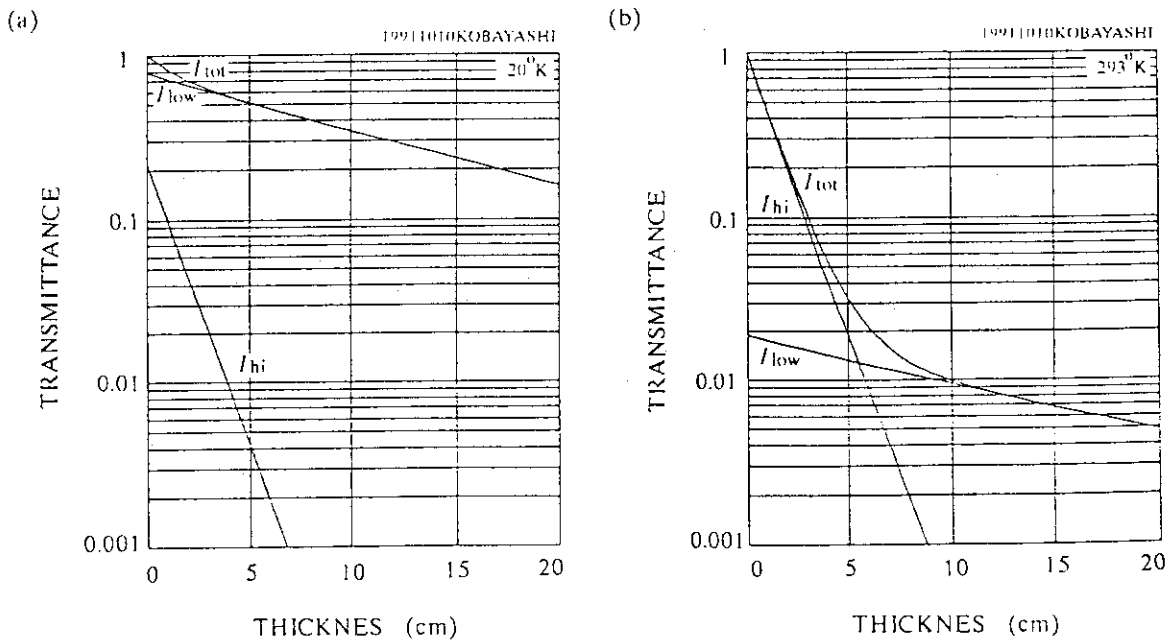 (a)
19911010KOBAYASHI
20°K
1
0.1
0.01
0.001
TRANSMITTANCE
I tot
I low
I hi
0 5 10 15 20
THICKNES (cm)
(b)
19911010KOBAYASHI
293°K
1
0.1
0.01
0.001
TRANSMITTANCE
I tot
I hi
I low
0 5 10 15 20
THICKNES (cm)